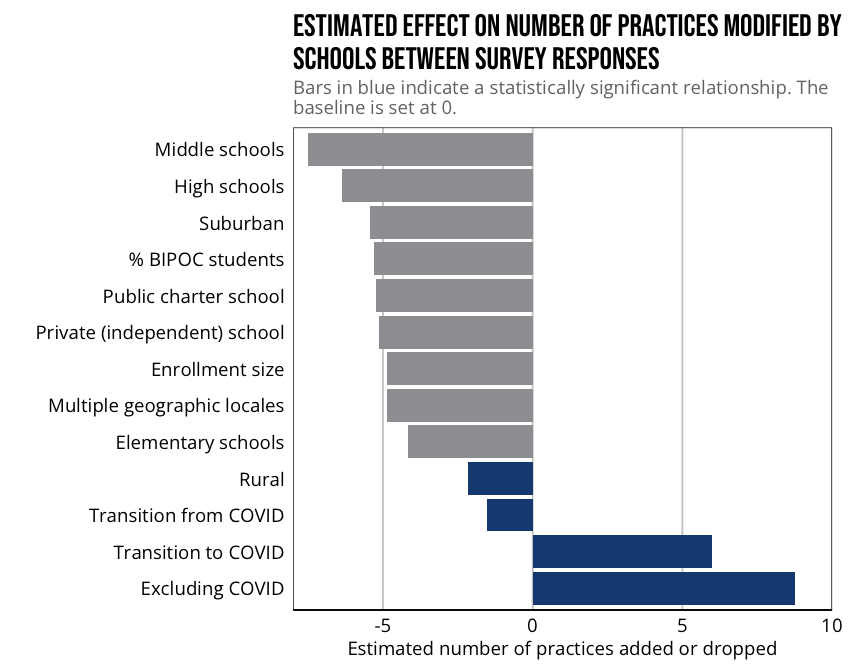 ESTIMATED EFFECT ON NUMBER OF PRACTICES MODIFIED BY
SCHOOLS BETWEEN SURVEY RESPONSES
Bars in blue indicate a statistically significant relationship. The
baseline is set at 0.
Middle schools
High schools
Suburban
% BIPOC students
Public charter school
Private (independent) school
Enrollment size
Multiple geographic locales
Elementary schools
Rural
Transition from COVID
Transition to COVID
Excluding COVID
-5 0 5 10
Estimated number of practices added or dropped